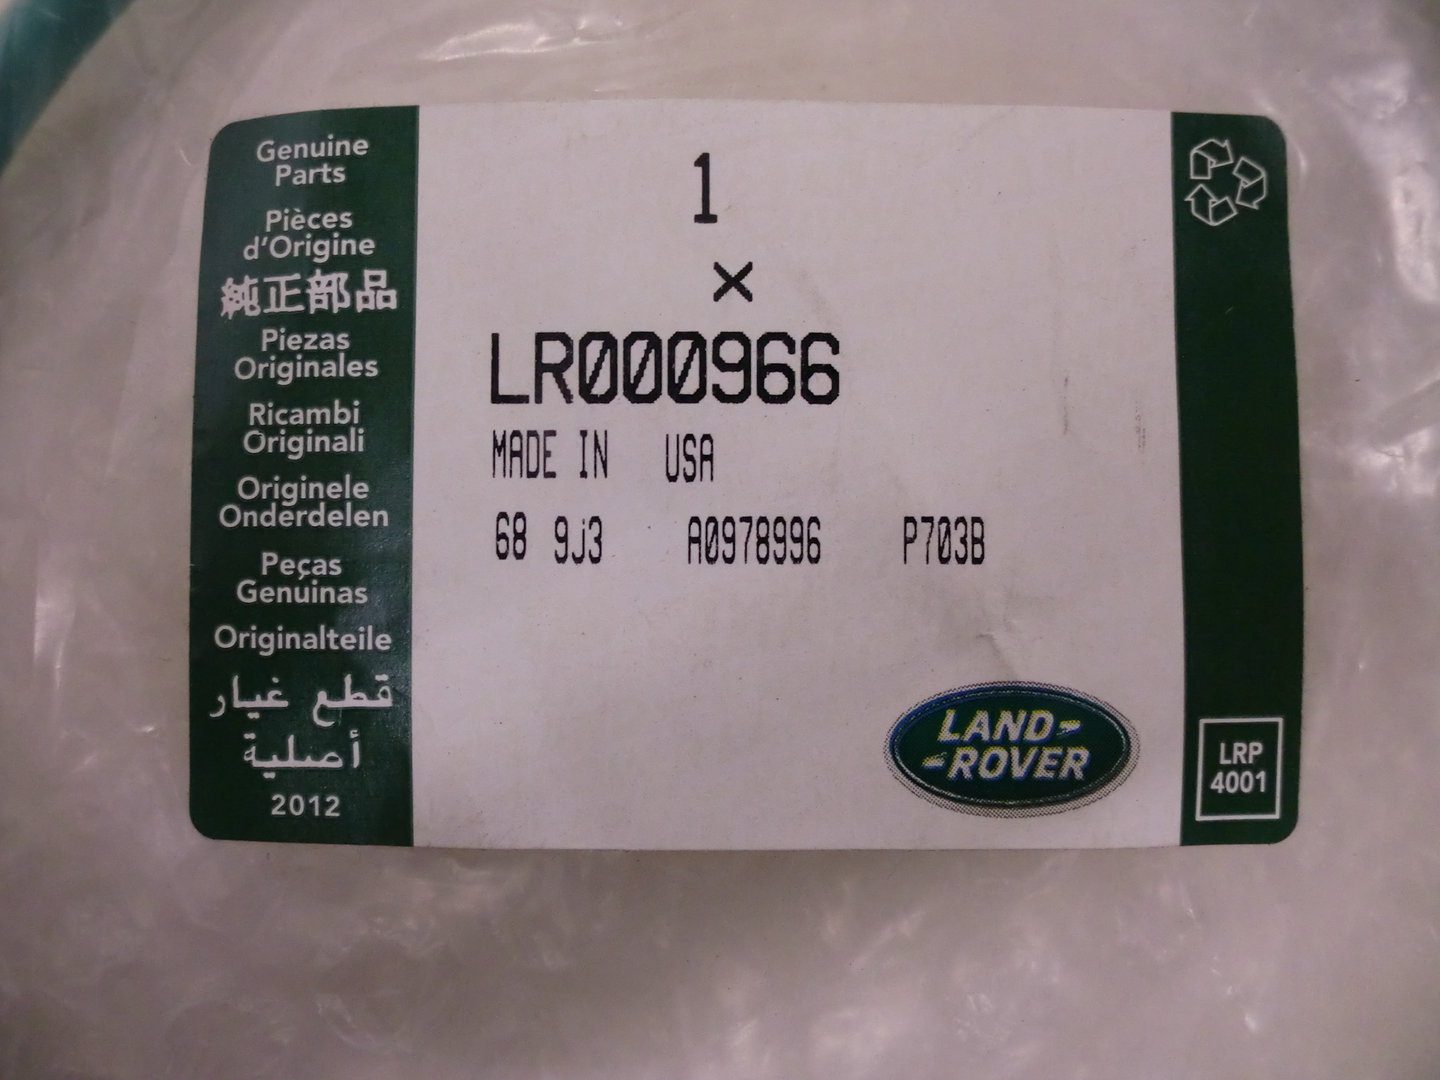 Genuine
Parts
Pièces
d'Origine
純正部品
Piezas
Originales
Ricambi
Originali
Originele
Onderdelen
Peças
Genuinas
Originalteile
قطع غيار
أصلية
2012
1
×
LR000966
MADE IN USA
68 9J3 A0978996 P703B
LAND-
-ROVER
LRP
4001